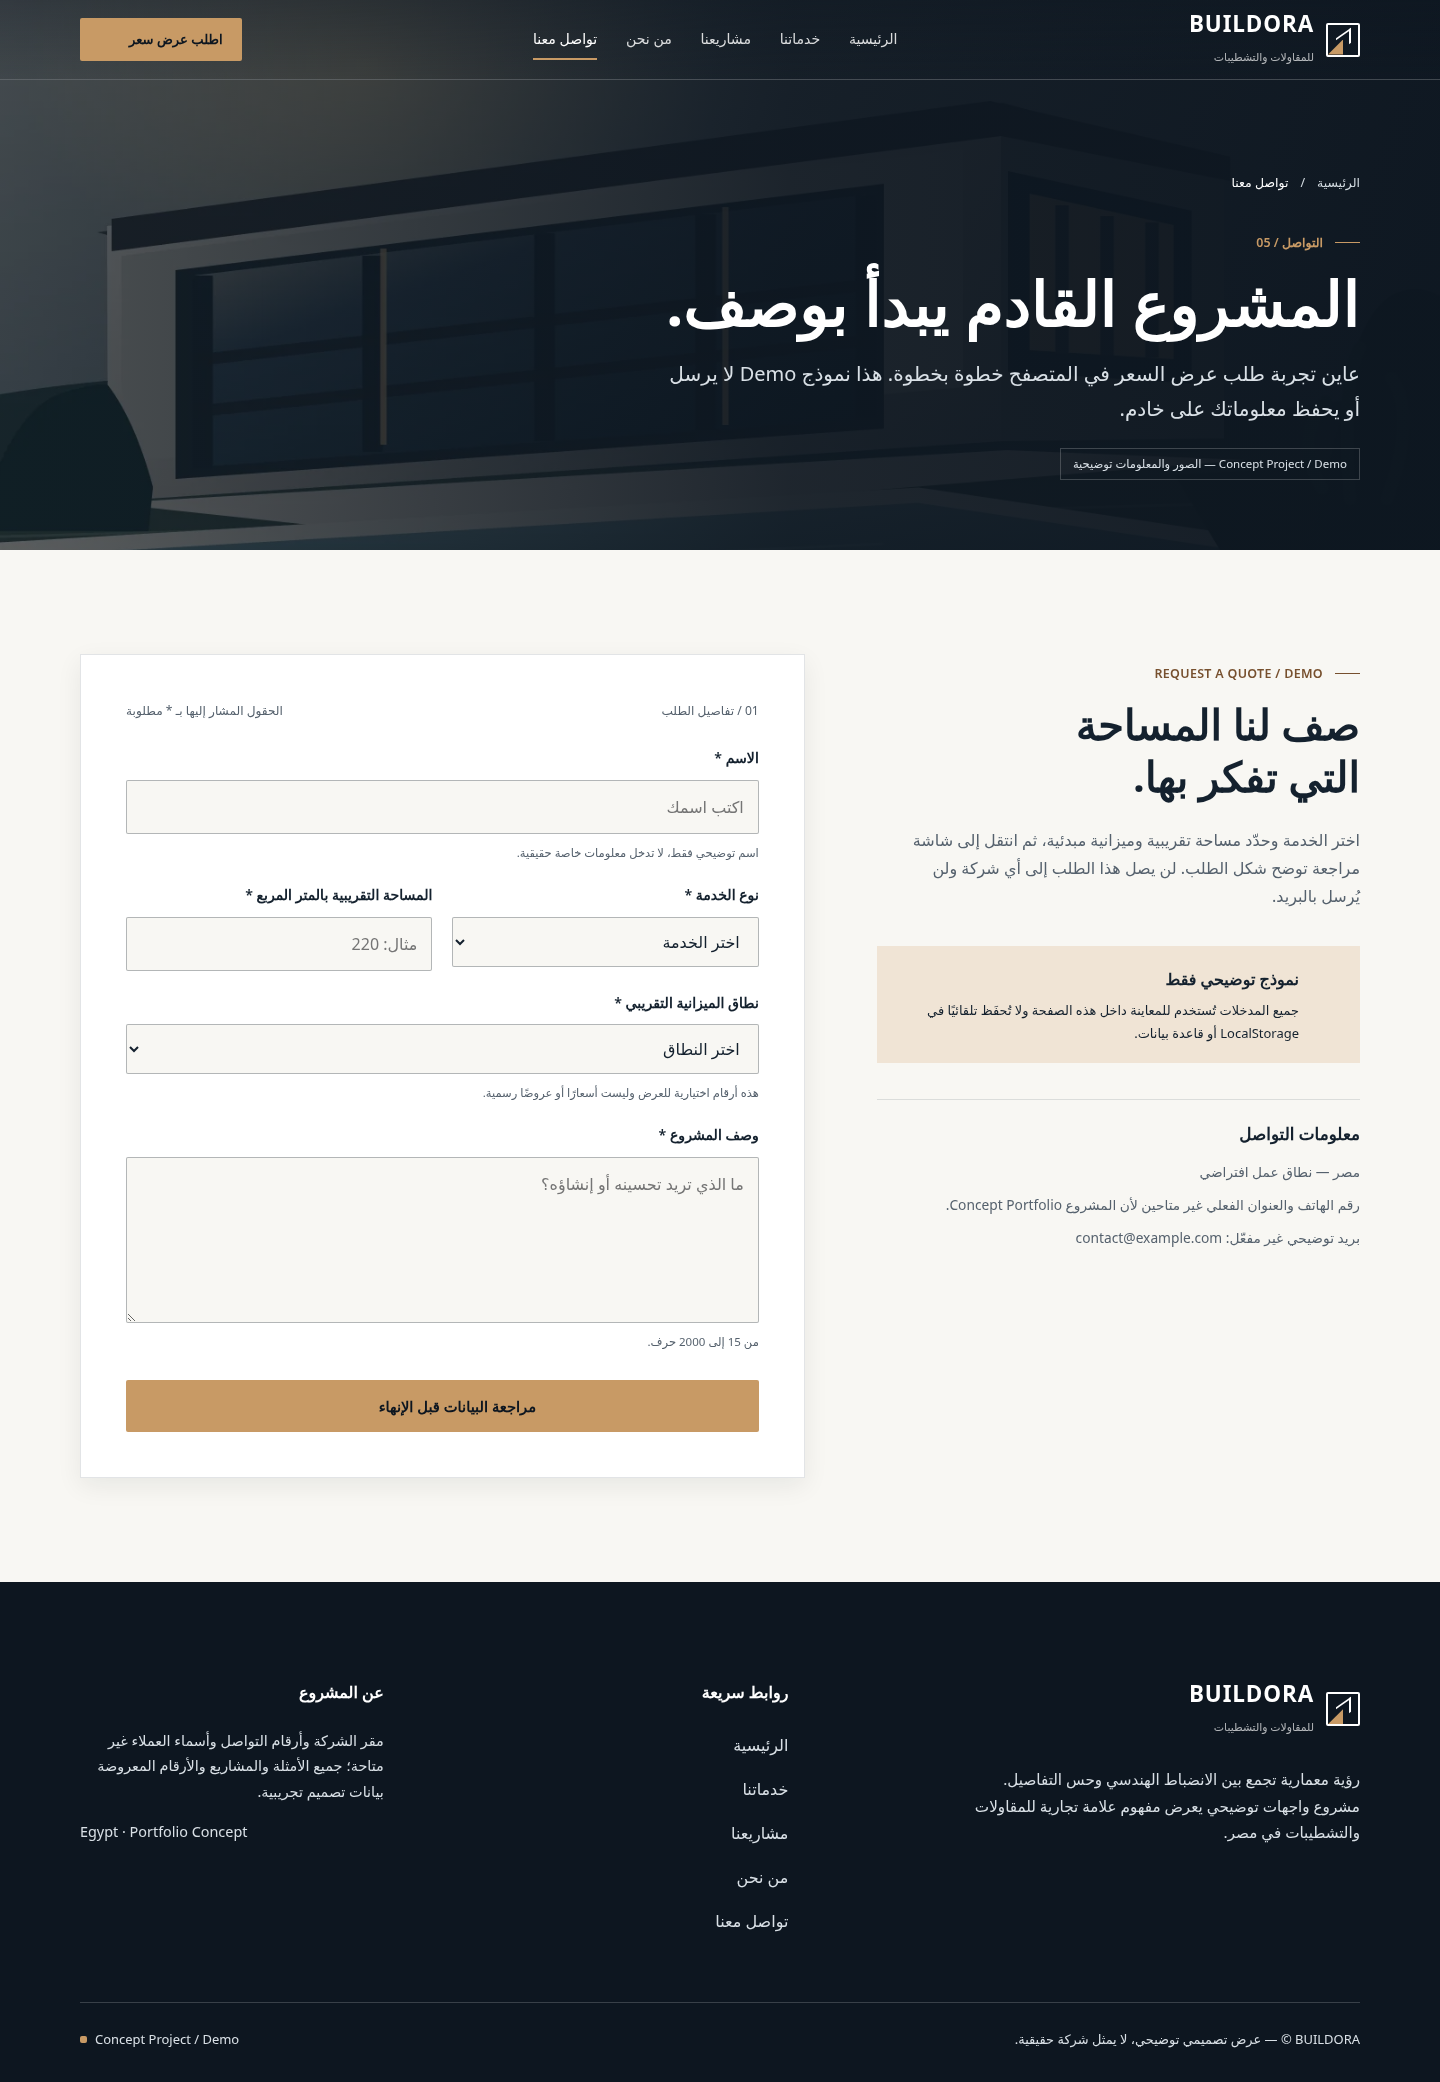 BUILDORA
للمقاولات والتشطيبات
الرئيسية
خدماتنا
مشاريعنا
من نحن
تواصل معنا
اطلب عرض سعر
الرئيسية / تواصل معنا
التواصل / 05
المشروع القادم يبدأ بوصف.
عاين تجربة طلب عرض السعر في المتصفح خطوة بخطوة. هذا نموذج Demo لا يرسل
أو يحفظ معلوماتك على خادم.
Concept Project / Demo — الصور والمعلومات توضيحية
REQUEST A QUOTE / DEMO
صف لنا المساحة
التي تفكر بها.
اختر الخدمة وحدّد مساحة تقريبية وميزانية مبدئية، ثم انتقل إلى شاشة
مراجعة توضح شكل الطلب. لن يصل هذا الطلب إلى أي شركة ولن
يُرسل بالبريد.
نموذج توضيحي فقط
جميع المدخلات تُستخدم للمعاينة داخل هذه الصفحة ولا تُحفَظ تلقائيًا في
LocalStorage أو قاعدة بيانات.
معلومات التواصل
مصر — نطاق عمل افتراضي
رقم الهاتف والعنوان الفعلي غير متاحين لأن المشروع Concept Portfolio.
بريد توضيحي غير مفعّل: contact@example.com
01 / تفاصيل الطلب
الحقول المشار إليها بـ * مطلوبة
الاسم *
اكتب اسمك
اسم توضيحي فقط، لا تدخل معلومات خاصة حقيقية.
نوع الخدمة *
اختر الخدمة
المساحة التقريبية بالمتر المربع *
مثال: 220
نطاق الميزانية التقريبي *
اختر النطاق
هذه أرقام اختيارية للعرض وليست أسعارًا أو عروضًا رسمية.
وصف المشروع *
ما الذي تريد تحسينه أو إنشاؤه؟
من 15 إلى 2000 حرف.
مراجعة البيانات قبل الإنهاء
BUILDORA
للمقاولات والتشطيبات
رؤية معمارية تجمع بين الانضباط الهندسي وحس التفاصيل.
مشروع واجهات توضيحي يعرض مفهوم علامة تجارية للمقاولات
والتشطيبات في مصر.
روابط سريعة
الرئيسية
خدماتنا
مشاريعنا
من نحن
تواصل معنا
عن المشروع
مقر الشركة وأرقام التواصل وأسماء العملاء غير
متاحة؛ جميع الأمثلة والمشاريع والأرقام المعروضة
بيانات تصميم تجريبية.
Egypt · Portfolio Concept
BUILDORA © — عرض تصميمي توضيحي، لا يمثل شركة حقيقية.
Concept Project / Demo